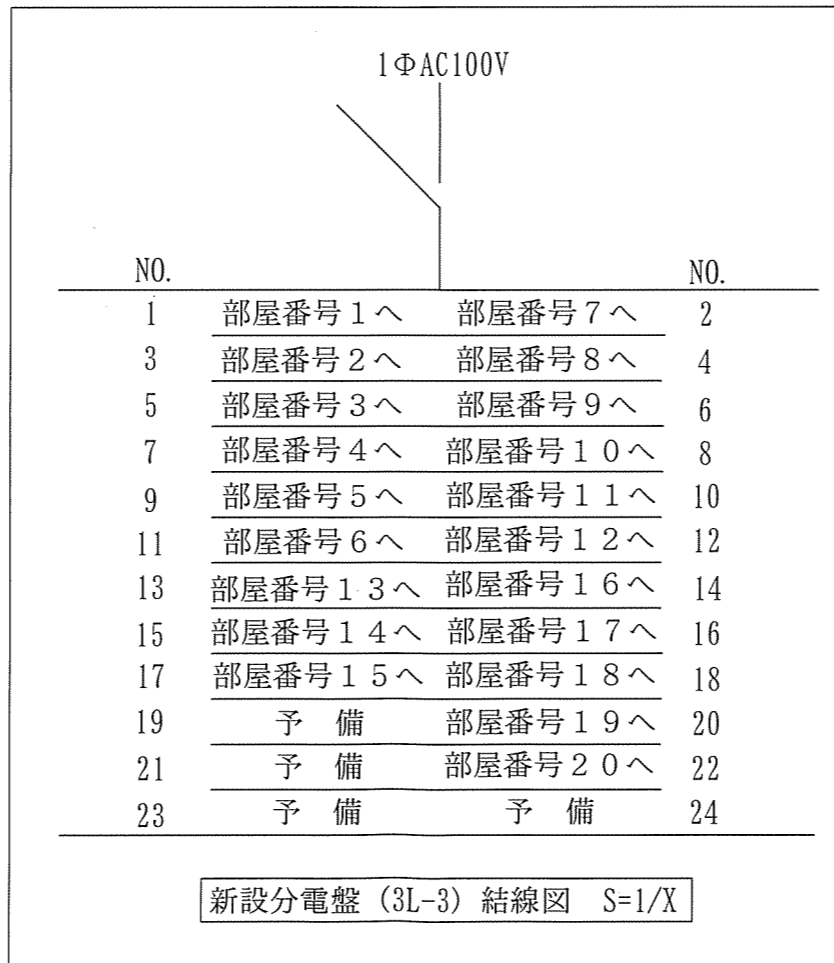 1ΦAC100V
NO. NO.
1 部屋番号1へ 部屋番号7へ 2
3 部屋番号2へ 部屋番号8へ 4
5 部屋番号3へ 部屋番号9へ 6
7 部屋番号4へ 部屋番号10へ 8
9 部屋番号5へ 部屋番号11へ 10
11 部屋番号6へ 部屋番号12へ 12
13 部屋番号13へ 部屋番号16へ 14
15 部屋番号14へ 部屋番号17へ 16
17 部屋番号15へ 部屋番号18へ 18
19 予 備 部屋番号19へ 20
21 予 備 部屋番号20へ 22
23 予 備 予 備 24
新設分電盤 (3L-3) 結線図 S=1/X